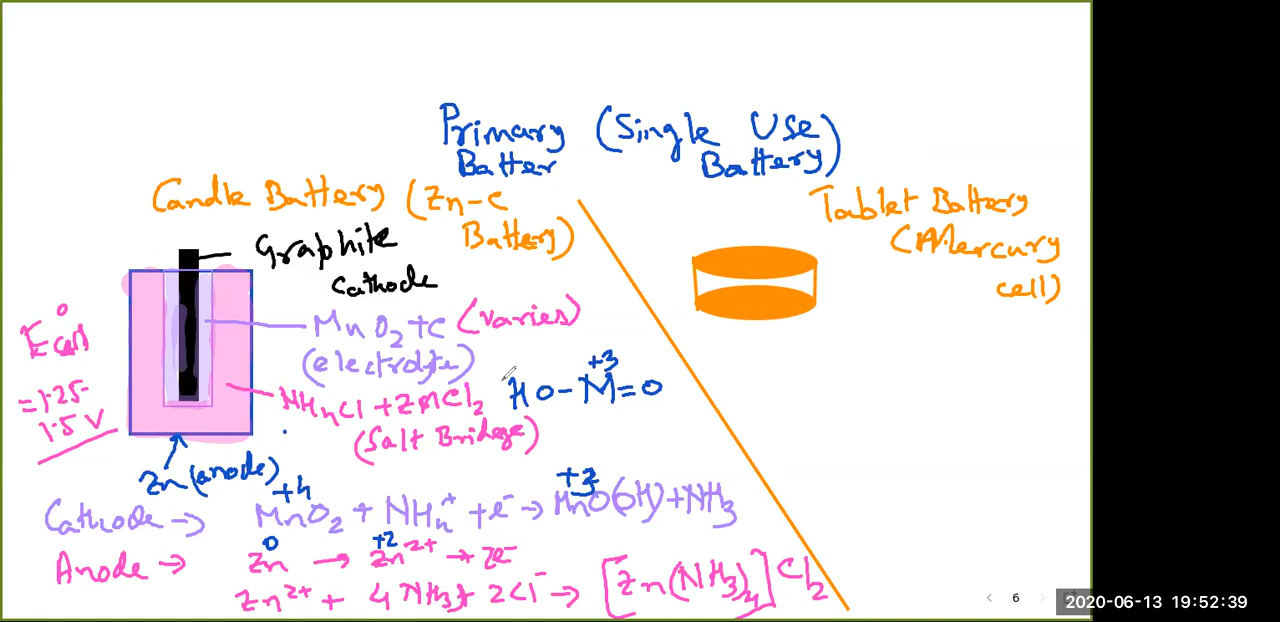 Primary (Single Use
Batter Battery)
Candle Battery (Zn-C
Battery)
Tablet Battery
(Mercury
cell)
Graphite
Cathode
E°cell
=1.25-
1.5 V
MnO2+C (varies)
(electrolyte)
NH4Cl + ZnCl2
(Salt Bridge)
+3
HO-M=O
Zn (anode)
+4 +3
Cathode → MnO2 + NH4+ + e- → MnO(OH)+NH3
0 +2
Anode → Zn → Zn2+ + 2e-
Zn2+ + 4NH3+ 2Cl- → [Zn(NH3)4]Cl2
6
2020-06-13 19:52:39